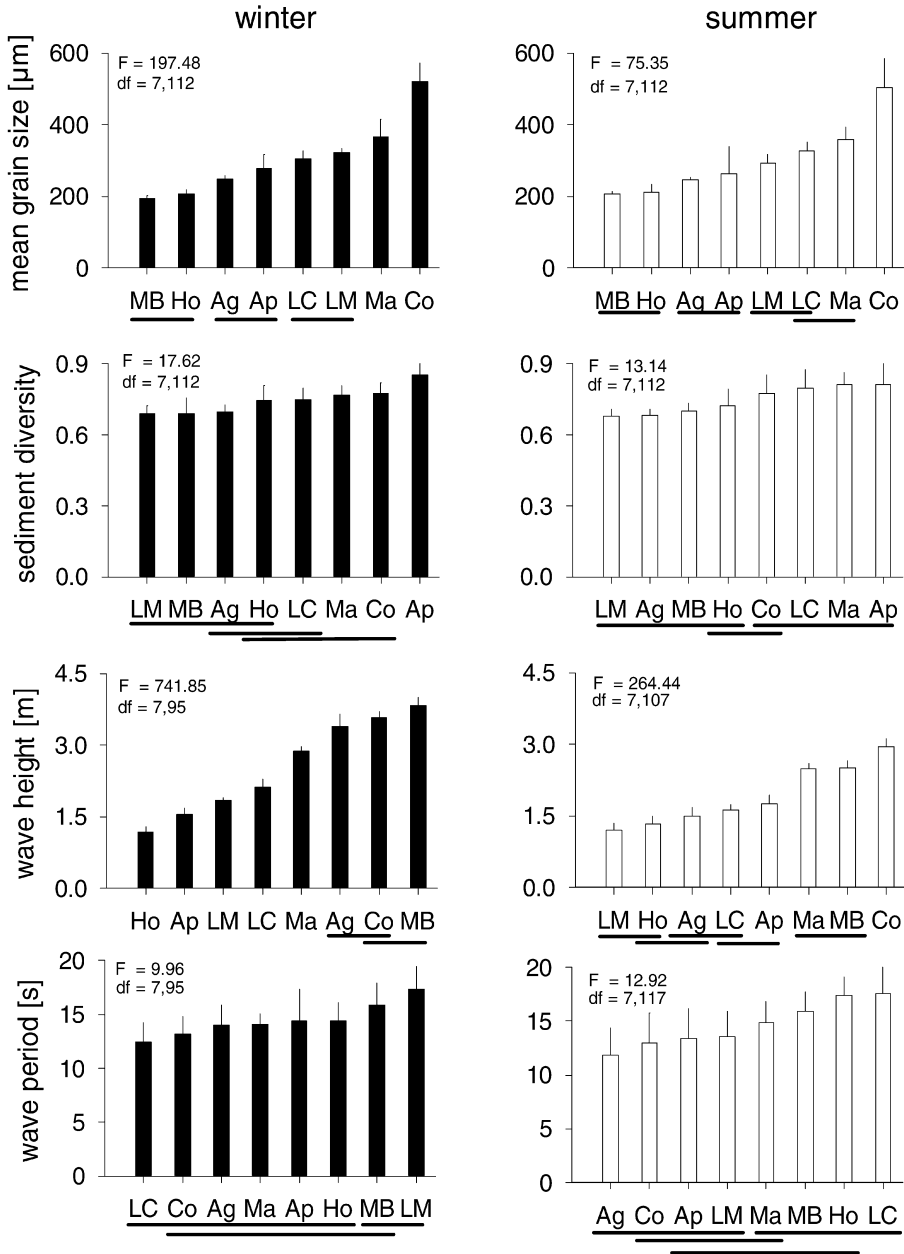 winter
summer
mean grain size [µm]
600
400
200
0
F = 197.48
df = 7,112
MB Ho Ag Ap LC LM Ma Co
600
400
200
0
F = 75.35
df = 7,112
MB Ho Ag Ap LM LC Ma Co
sediment diversity
0.9
0.6
0.3
0.0
F = 17.62
df = 7,112
LM MB Ag Ho LC Ma Co Ap
0.9
0.6
0.3
0.0
F = 13.14
df = 7,112
LM Ag MB Ho Co LC Ma Ap
wave height [m]
4.5
3.0
1.5
0.0
F = 741.85
df = 7,95
Ho Ap LM LC Ma Ag Co MB
4.5
3.0
1.5
0.0
F = 264.44
df = 7,107
LM Ho Ag LC Ap Ma MB Co
wave period [s]
20
15
10
5
0
F = 9.96
df = 7,95
LC Co Ag Ma Ap Ho MB LM
20
15
10
5
0
F = 12.92
df = 7,117
Ag Co Ap LM Ma MB Ho LC